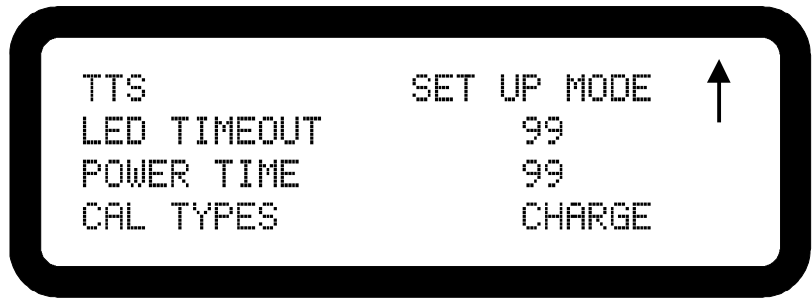 TTS SET UP MODE
LED TIMEOUT 99
POWER TIME 99
CAL TYPES CHARGE